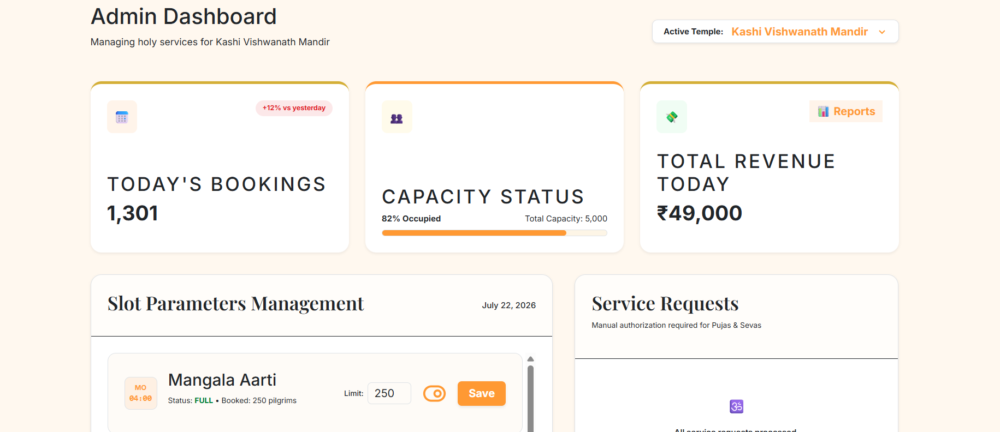 Admin Dashboard
Managing holy services for Kashi Vishwanath Mandir
Active Temple: Kashi Vishwanath Mandir
+12% vs yesterday
TODAY'S BOOKINGS
1,301
CAPACITY STATUS
82% Occupied
Total Capacity: 5,000
Reports
TOTAL REVENUE
TODAY
₹49,000
Slot Parameters Management
July 22, 2026
MO
04:00
Mangala Aarti
Status: FULL • Booked: 250 pilgrims
Limit: 250
Save
Service Requests
Manual authorization required for Pujas & Sevas
ॐ
All service requests processed